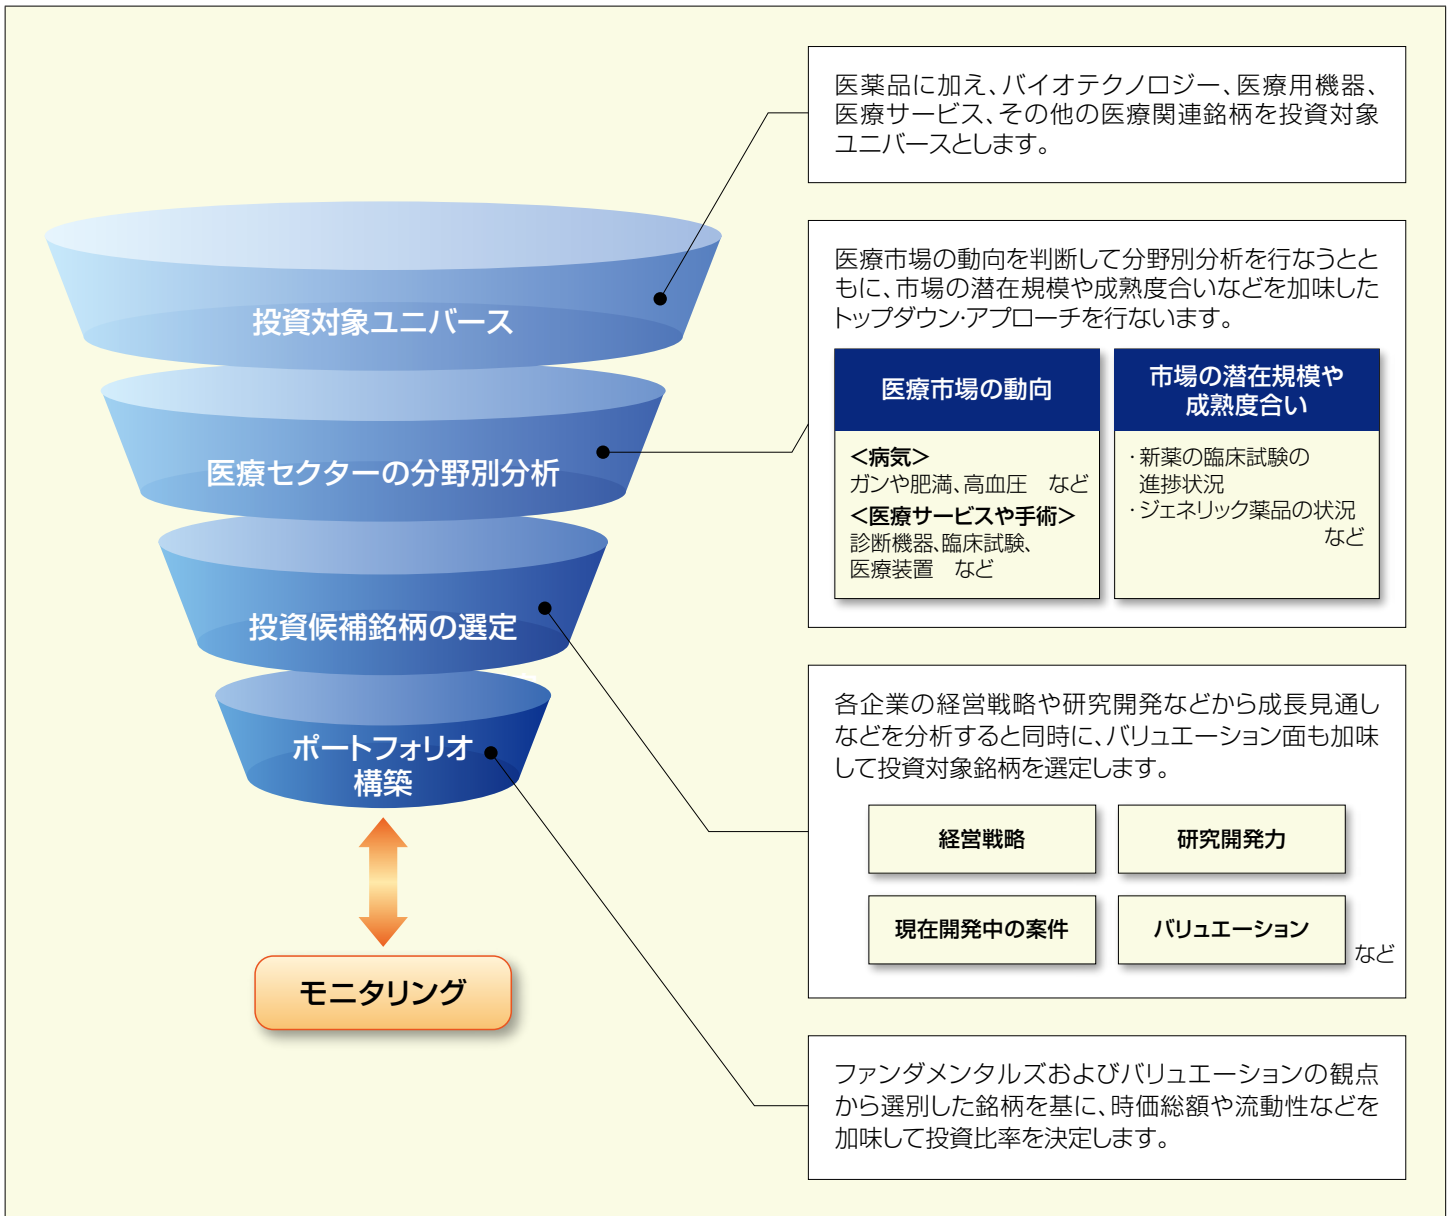 医薬品に加え、バイオテクノロジー、医療用機器、
医療サービス、その他の医療関連銘柄を投資対象
ユニバースとします。
投資対象ユニバース
医療市場の動向を判断して分野別分析を行なうとと
もに、市場の潜在規模や成熟度合いなどを加味した
トップダウン・アプローチを行ないます。
医療市場の動向
<病気>
ガンや肥満、高血圧　など
<医療サービスや手術>
診断機器、臨床試験、
医療装置　など
市場の潜在規模や
成熟度合い
・新薬の臨床試験の
進捗状況
・ジェネリック薬品の状況
など
医療セクターの分野別分析
投資候補銘柄の選定
各企業の経営戦略や研究開発などから成長見通し
などを分析すると同時に、バリュエーション面も加味
して投資対象銘柄を選定します。
経営戦略
研究開発力
現在開発中の案件
バリュエーション
など
ポートフォリオ
構築
モニタリング
ファンダメンタルズおよびバリュエーションの観点
から選別した銘柄を基に、時価総額や流動性などを
加味して投資比率を決定します。